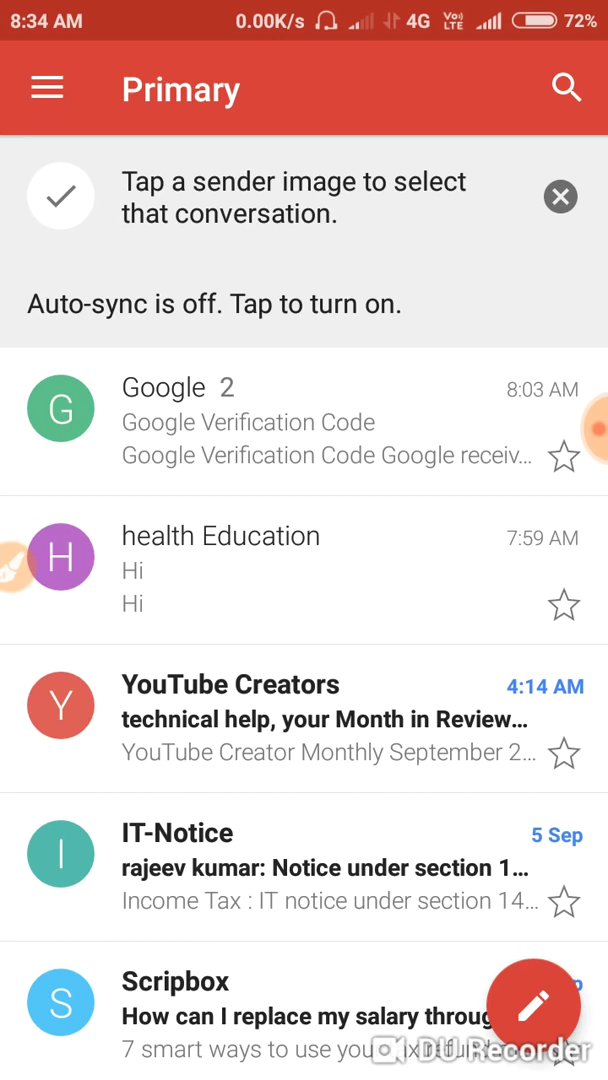 8:34 AM 0.00K/s 4G VoLTE 72%
Primary
Tap a sender image to select
that conversation.
Auto-sync is off. Tap to turn on.
G Google 2 8:03 AM
Google Verification Code
Google Verification Code Google receiv...
H health Education 7:59 AM
Hi
Hi
Y YouTube Creators 4:14 AM
technical help, your Month in Review...
YouTube Creator Monthly September 2...
I IT-Notice 5 Sep
rajeev kumar: Notice under section 1...
Income Tax : IT notice under section 14...
S Scripbox
How can I replace my salary throug
7 smart ways to use you
DU Recorder